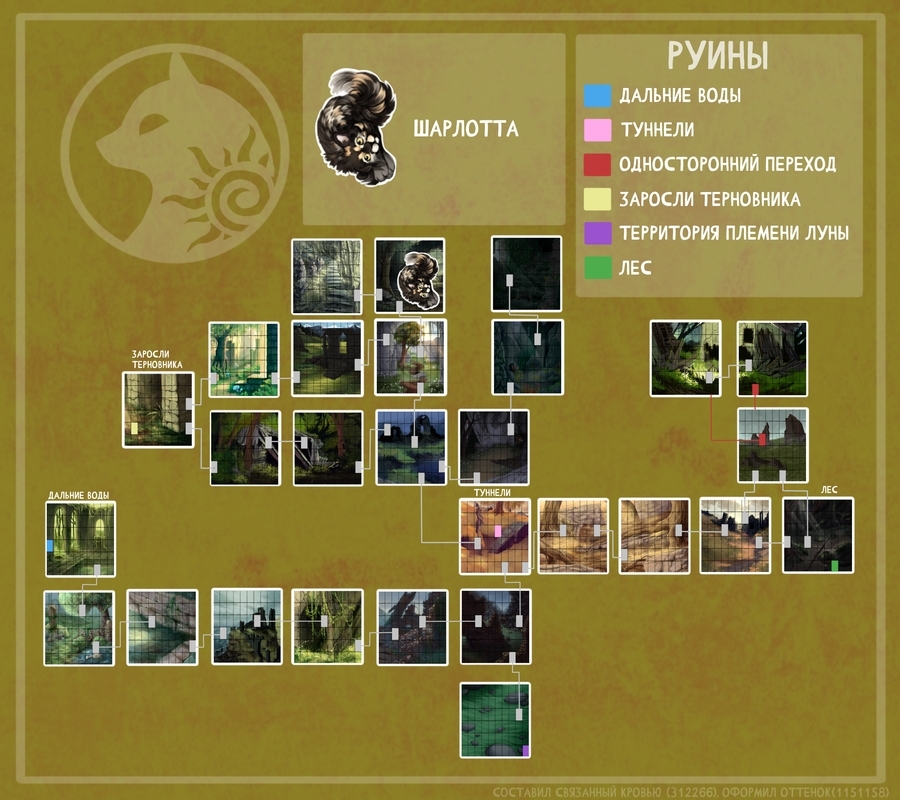 РУИНЫ
ДАЛЬНИЕ ВОДЫ
ТУННЕЛИ
ОДНОСТОРОННИЙ ПЕРЕХОД
ЗАРОСЛИ ТЕРНОВНИКА
ТЕРРИТОРИЯ ПЛЕМЕНИ ЛУНЫ
ЛЕС
ШАРЛОТТА
ЗАРОСЛИ
ТЕРНОВНИКА
ДАЛЬНИЕ ВОДЫ
ТУННЕЛИ
ЛЕС
СОСТАВИЛ СВЯЗАННЫЙ КРОВЬЮ (312266), ОФОРМИЛ ОТТЕНОК(1151158)